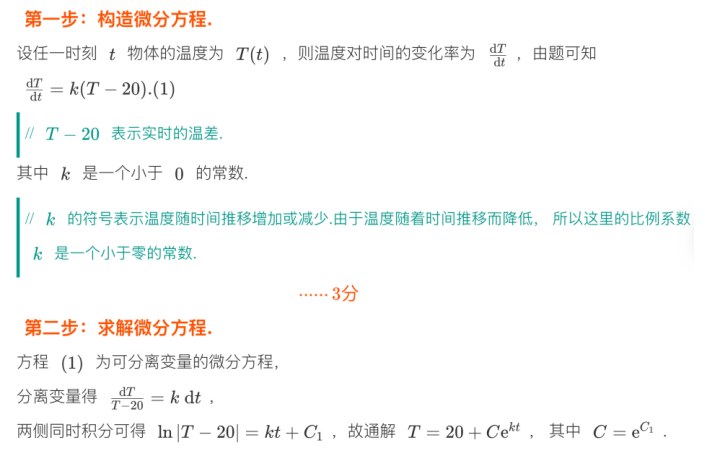 第一步：构造微分方程.
设任一时刻 t 物体的温度为 T(t) ，则温度对时间的变化率为 dT/dt ，由题可知
dT/dt = k(T − 20).(1)
// T − 20 表示实时的温差.
其中 k 是一个小于 0 的常数.
// k 的符号表示温度随时间推移增加或减少.由于温度随着时间推移而降低， 所以这里的比例系数
k 是一个小于零的常数.
······ 3分
第二步：求解微分方程.
方程 (1) 为可分离变量的微分方程，
分离变量得 dT/(T−20) = k dt ，
两侧同时积分可得 ln |T − 20| = kt + C₁ ，故通解 T = 20 + Ceᵏᵗ ， 其中 C = e^{C₁} .